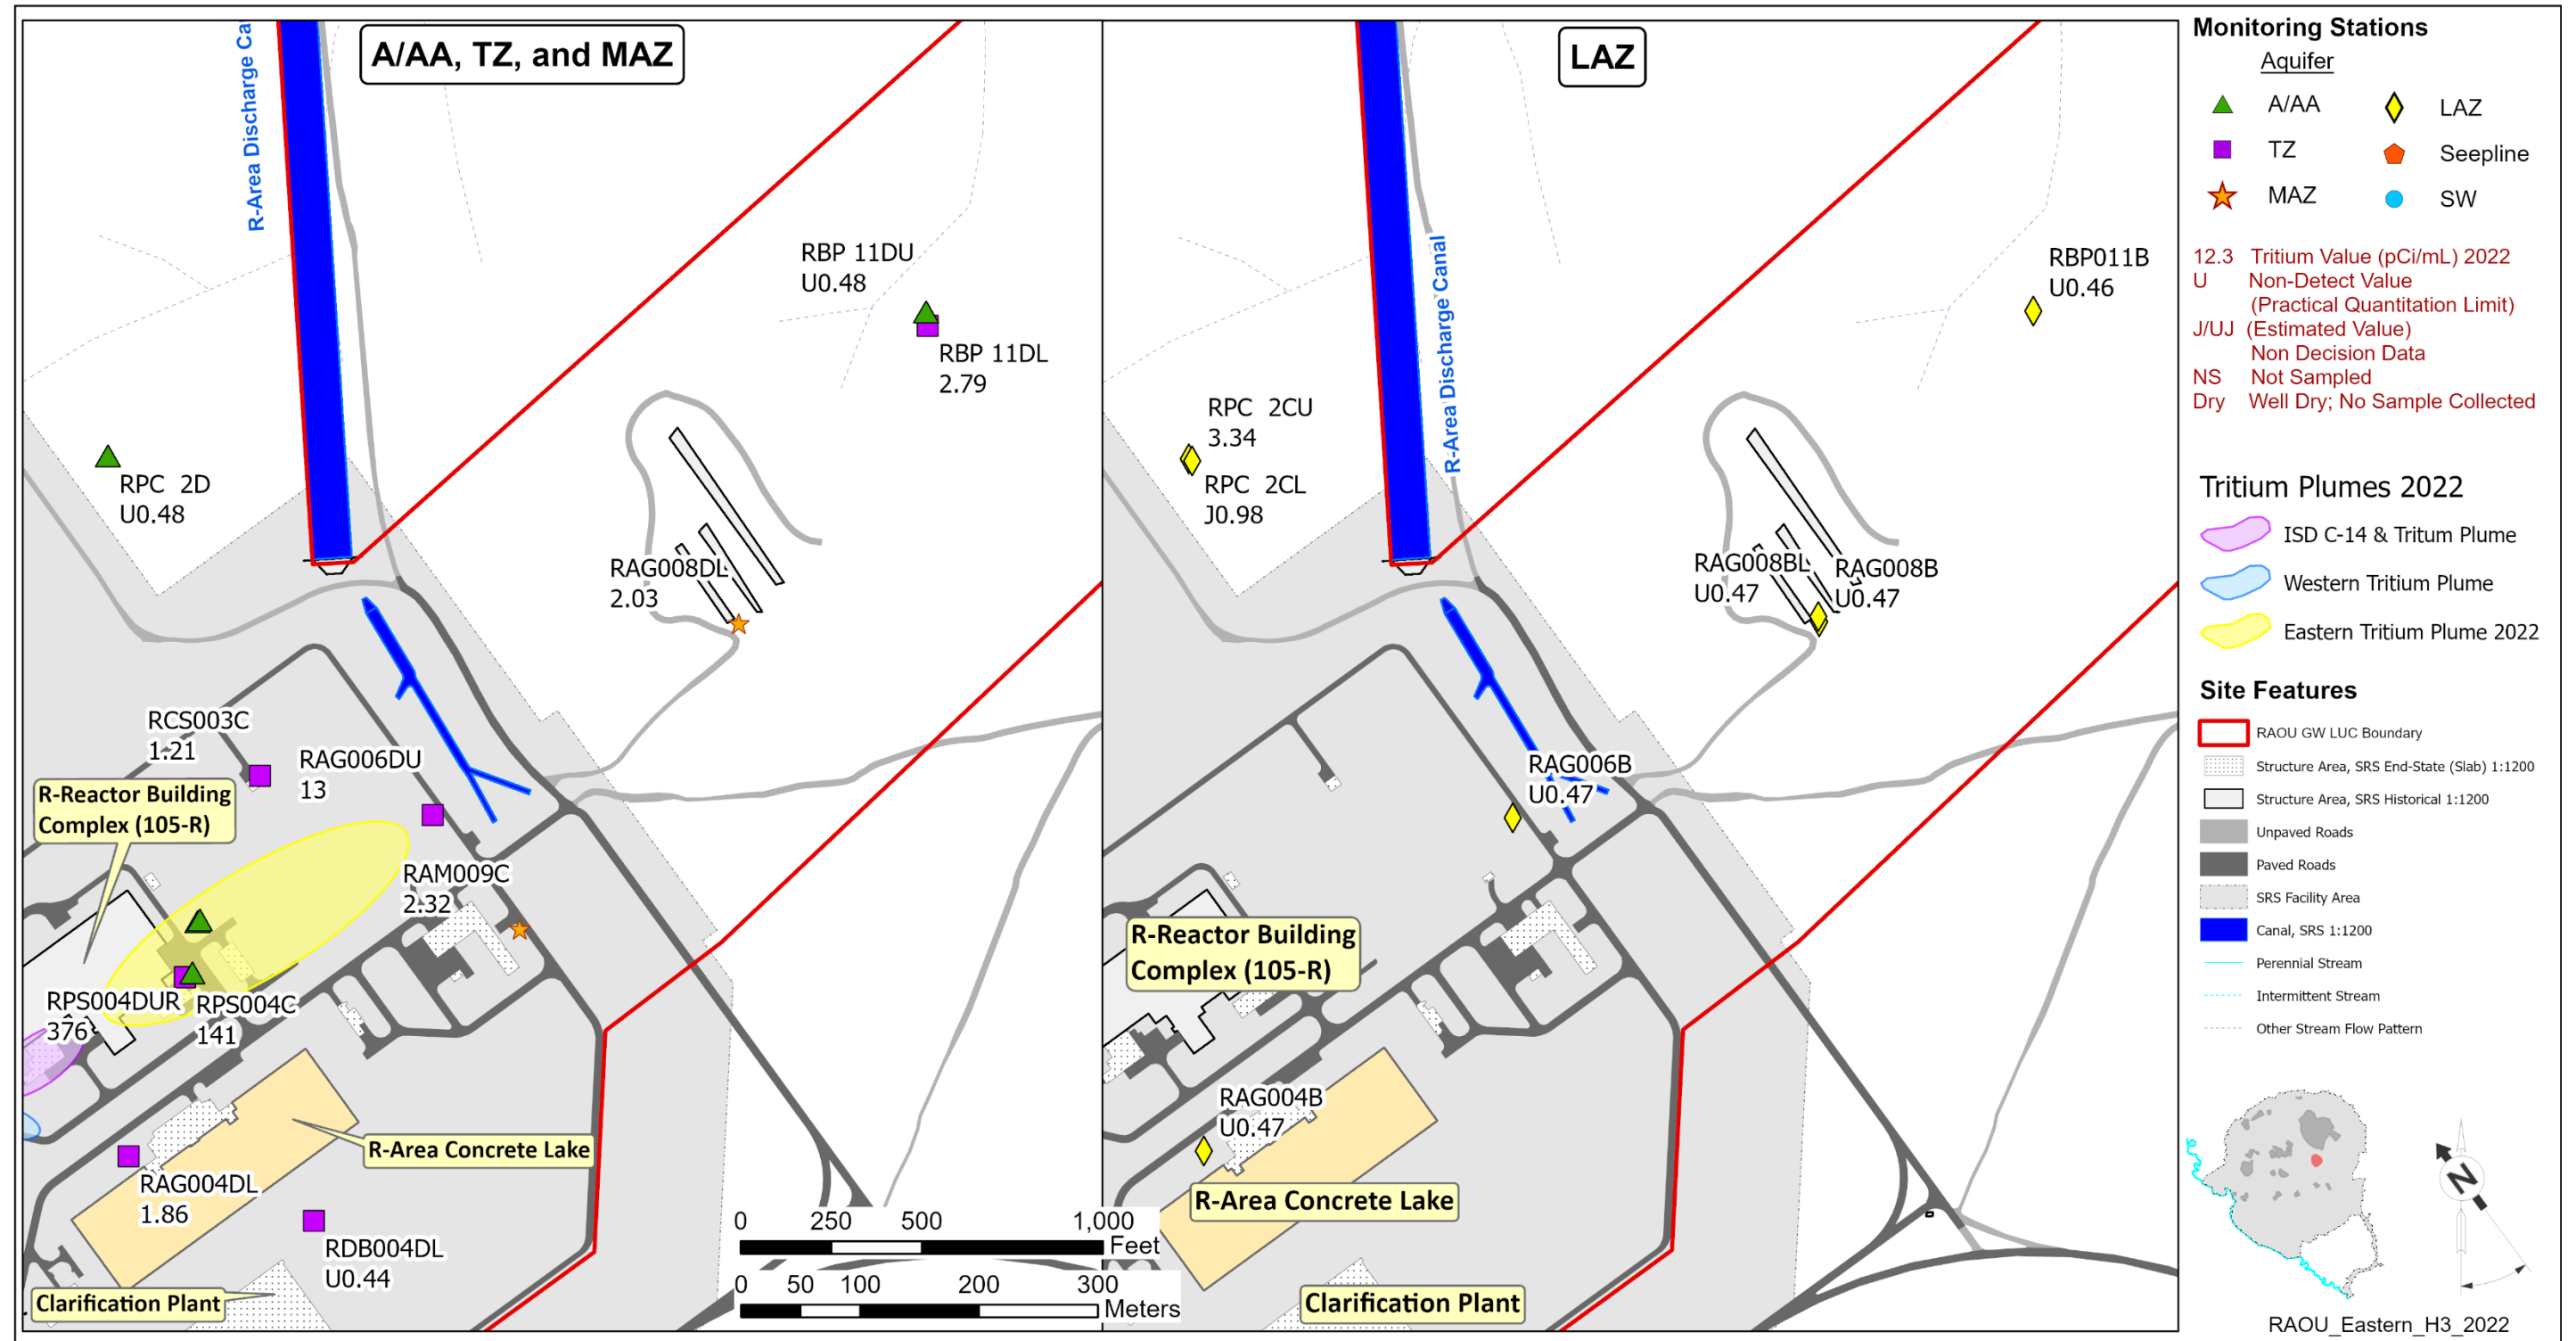 A/AA, TZ, and MAZ
R-Area Discharge Ca
RBP 11DU
U0.48
RBP 11DL
2.79
RPC  2D
U0.48
RAG008DL
2.03
RCS003C
1.21
RAG006DU
13
R-Reactor Building
Complex (105-R)
RAM009C
2.32
RPS004DUR
376
RPS004C
141
R-Area Concrete Lake
RAG004DL
1.86
RDB004DL
U0.44
Clarification Plant
0 250 500 1,000
Feet
0 50 100 200 300
Meters
LAZ
R-Area Discharge Canal
RBP011B
U0.46
RPC  2CU
3.34
RPC  2CL
J0.98
RAG008BL
U0.47
RAG008B
U0.47
RAG006B
U0.47
R-Reactor Building
Complex (105-R)
RAG004B
U0.47
R-Area Concrete Lake
Clarification Plant
Monitoring Stations
Aquifer
A/AA
LAZ
TZ
Seepline
MAZ
SW
12.3 Tritium Value (pCi/mL) 2022
U Non-Detect Value
(Practical Quantitation Limit)
J/UJ (Estimated Value)
Non Decision Data
NS Not Sampled
Dry Well Dry; No Sample Collected
Tritium Plumes 2022
ISD C-14 & Tritum Plume
Western Tritium Plume
Eastern Tritium Plume 2022
Site Features
RAOU GW LUC Boundary
Structure Area, SRS End-State (Slab) 1:1200
Structure Area, SRS Historical 1:1200
Unpaved Roads
Paved Roads
SRS Facility Area
Canal, SRS 1:1200
Perennial Stream
Intermittent Stream
Other Stream Flow Pattern
N
RAOU_Eastern_H3_2022